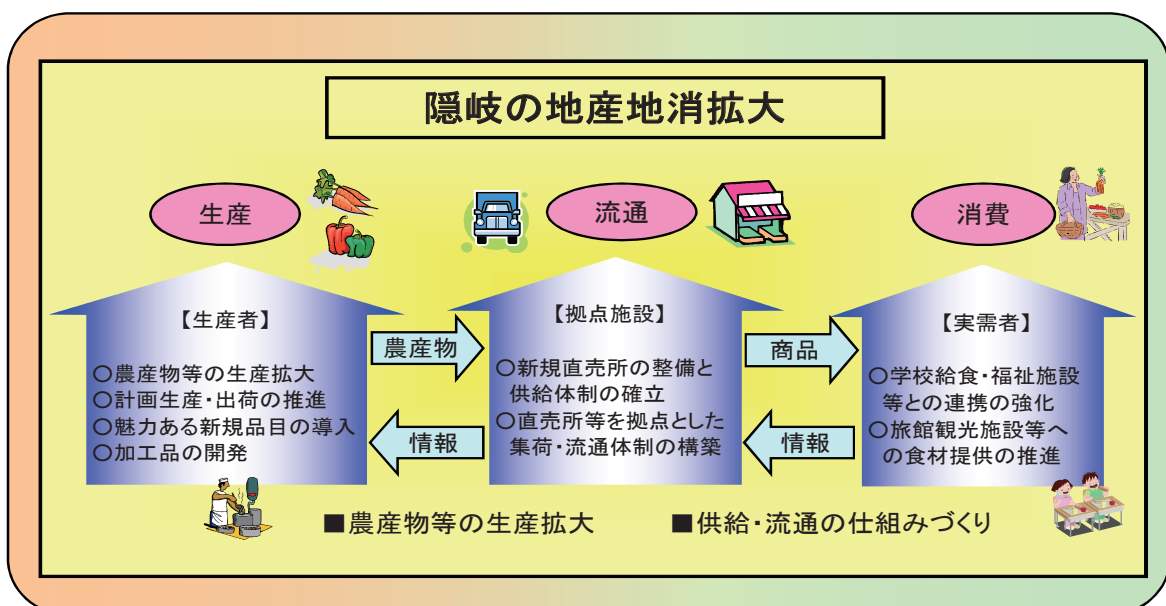 隠岐の地産地消拡大
生産
流通
消費
【生産者】
○農産物等の生産拡大
○計画生産・出荷の推進
○魅力ある新規品目の導入
○加工品の開発
農産物
情報
【拠点施設】
○新規直売所の整備と
供給体制の確立
○直売所等を拠点とした
集荷・流通体制の構築
商品
情報
【実需者】
○学校給食・福祉施設
等との連携の強化
○旅館観光施設等へ
の食材提供の推進
■農産物等の生産拡大
■供給・流通の仕組みづくり